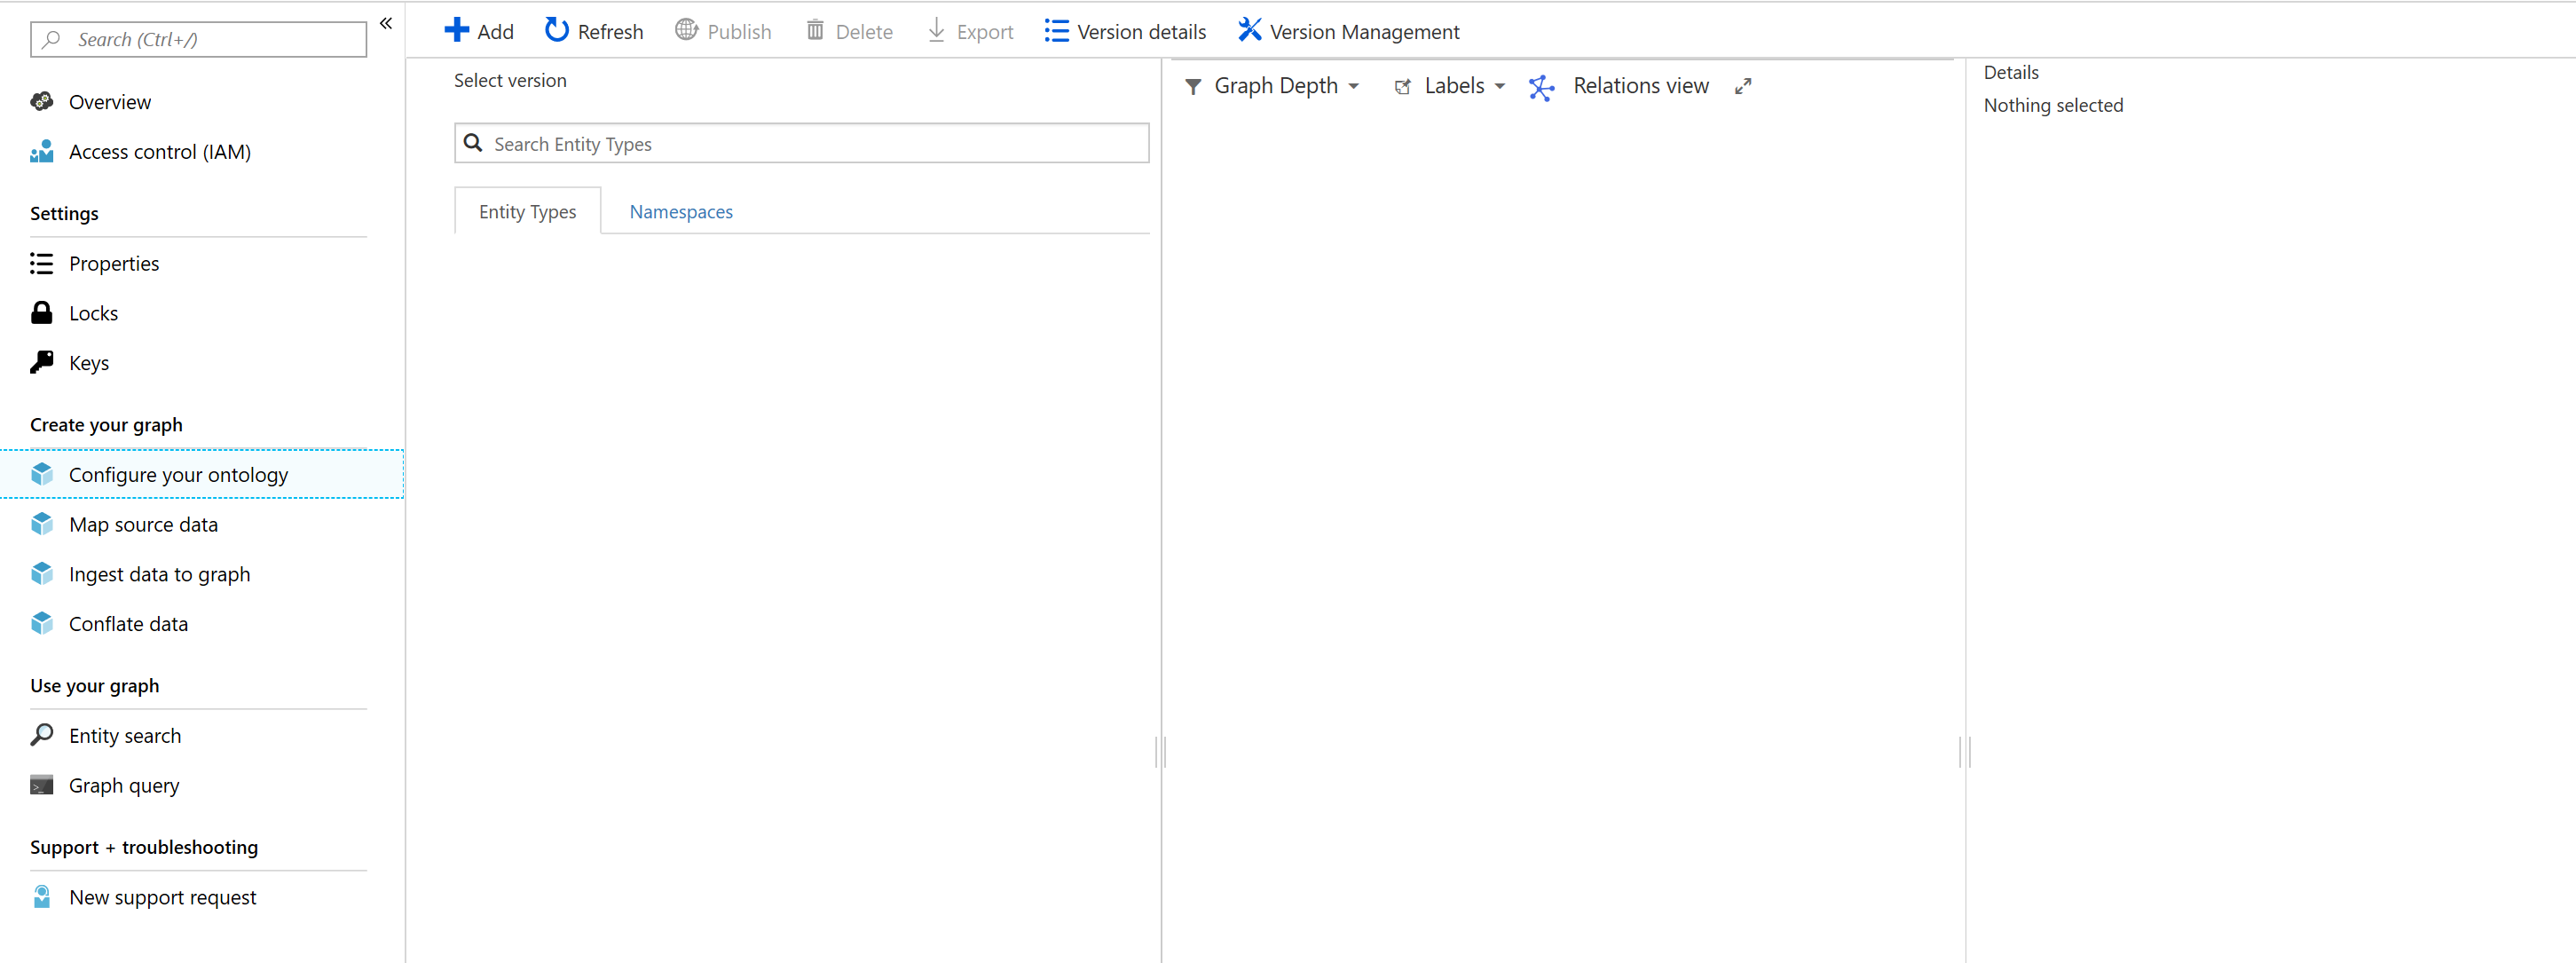 Search (Ctrl+/)
«
Overview
Access control (IAM)
Settings
Properties
Locks
Keys
Create your graph
Configure your ontology
Map source data
Ingest data to graph
Conflate data
Use your graph
Entity search
Graph query
Support + troubleshooting
New support request
Add Refresh Publish Delete Export Version details Version Management
Select version
Search Entity Types
Entity Types Namespaces
Graph Depth Labels Relations view
Details
Nothing selected